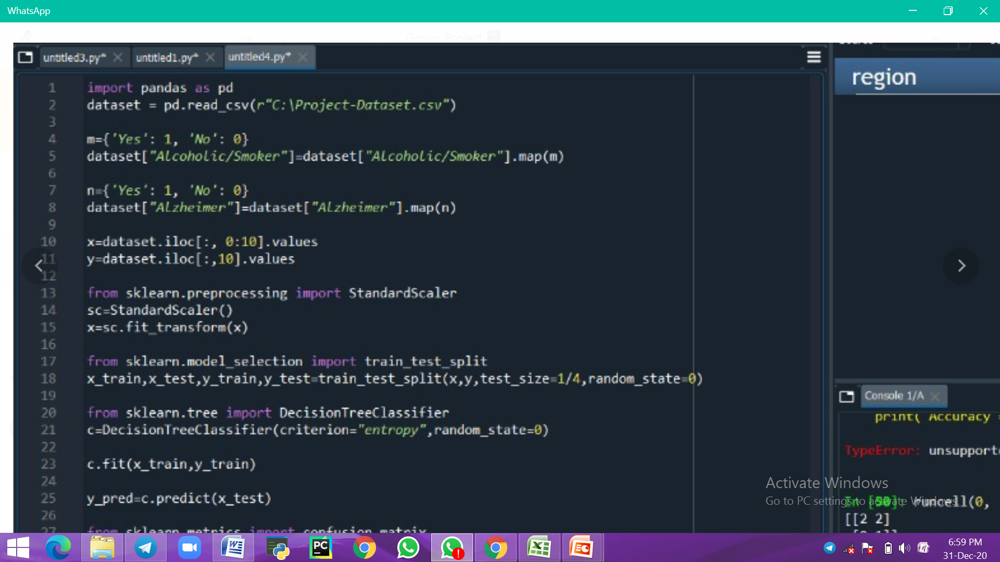 WhatsApp
Group Project
untitled3.py*
untitled1.py*
untitled4.py*
region
1 import pandas as pd
2 dataset = pd.read_csv(r"C:\Project-Dataset.csv")
3
4 m={'Yes': 1, 'No': 0}
5 dataset["Alcoholic/Smoker"]=dataset["Alcoholic/Smoker"].map(m)
6
7 n={'Yes': 1, 'No': 0}
8 dataset["Alzheimer"]=dataset["Alzheimer"].map(n)
9
10 x=dataset.iloc[:, 0:10].values
11 y=dataset.iloc[:,10].values
12
13 from sklearn.preprocessing import StandardScaler
14 sc=StandardScaler()
15 x=sc.fit_transform(x)
16
17 from sklearn.model_selection import train_test_split
18 x_train,x_test,y_train,y_test=train_test_split(x,y,test_size=1/4,random_state=0)
19
20 from sklearn.tree import DecisionTreeClassifier
21 c=DecisionTreeClassifier(criterion="entropy",random_state=0)
22
23 c.fit(x_train,y_train)
24
25 y_pred=c.predict(x_test)
26
27 from sklearn.metrics import confusion_matrix
Console 1/A
print( Accuracy =
TypeError: unsupporte
In [50]: runcell(0,
[[2 2]
Activate Windows
Go to PC settings to activate Windows.
6:59 PM
31-Dec-20